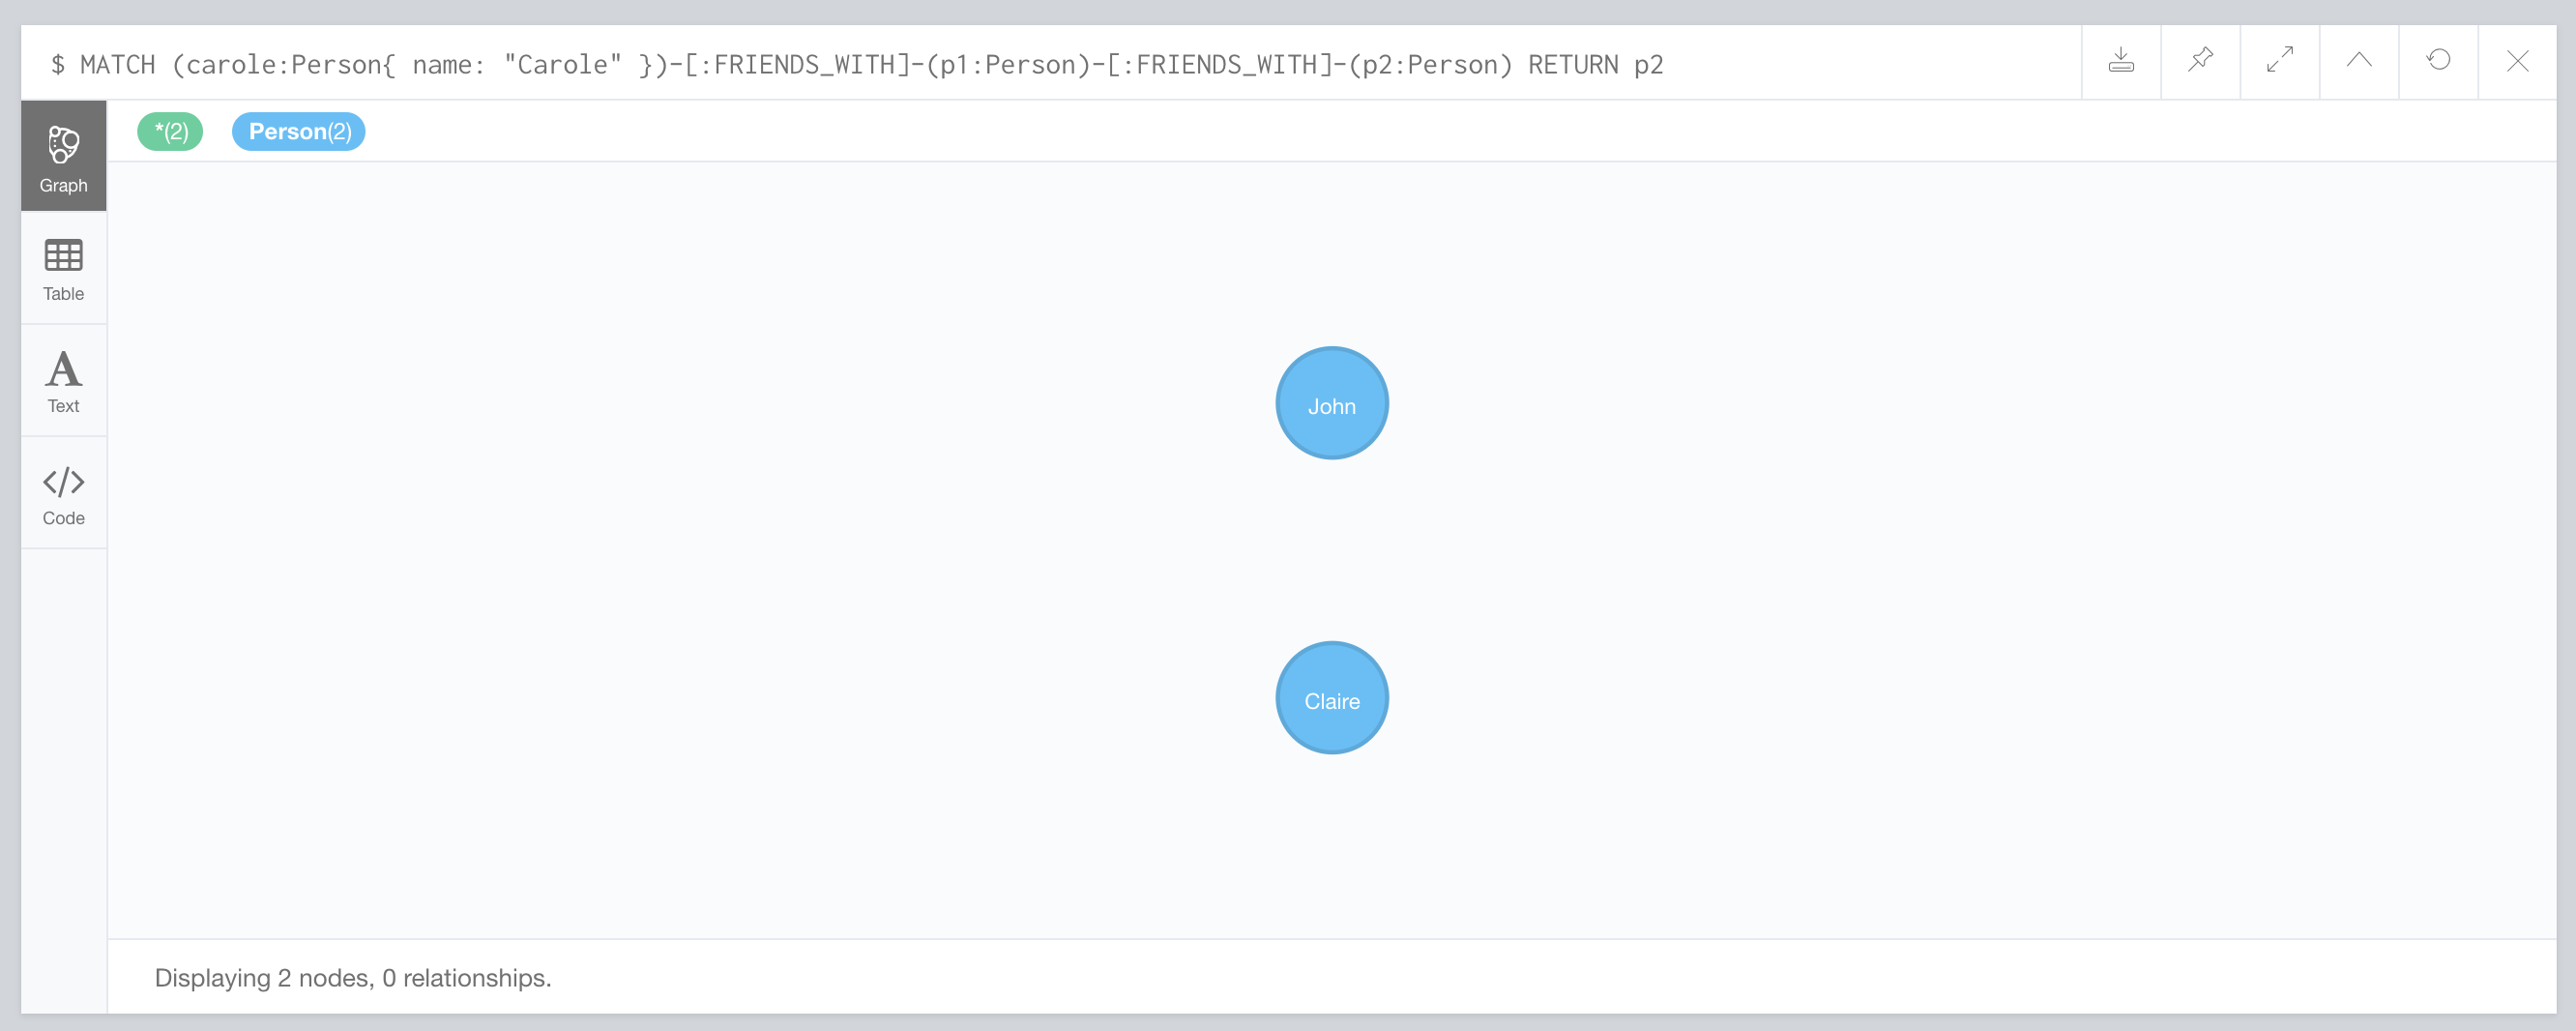 $ MATCH (carole:Person{ name: "Carole" })-[:FRIENDS_WITH]-(p1:Person)-[:FRIENDS_WITH]-(p2:Person) RETURN p2
*(2) Person(2)
Graph
Table
A
Text
</>
Code
John
Claire
Displaying 2 nodes, 0 relationships.